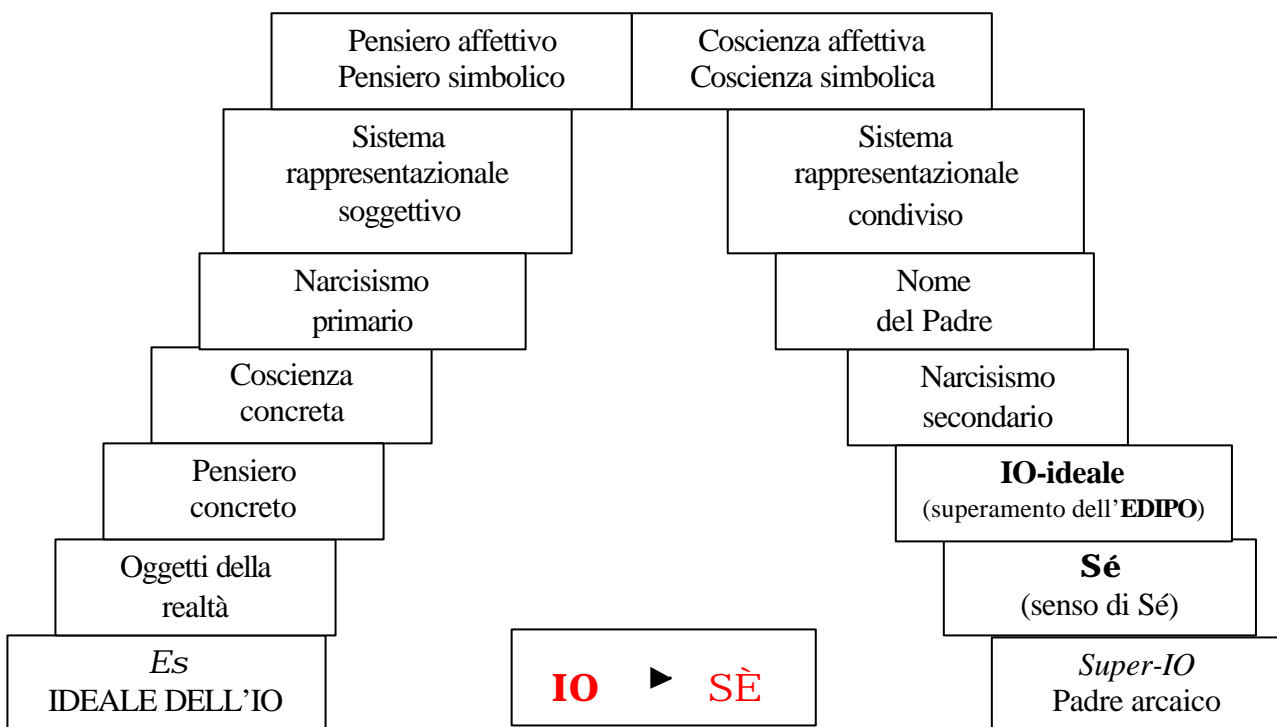 Pensiero affettivo
Pensiero simbolico
Coscienza affettiva
Coscienza simbolica
Sistema
rappresentazionale
soggettivo
Sistema
rappresentazionale
condiviso
Narcisismo
primario
Nome
del Padre
Coscienza
concreta
Narcisismo
secondario
Pensiero
concreto
IO-ideale
(superamento dell'EDIPO)
Oggetti della
realtà
Sé
(senso di Sé)
Es
IDEALE DELL'IO
IO ► SÈ
Super-IO
Padre arcaico